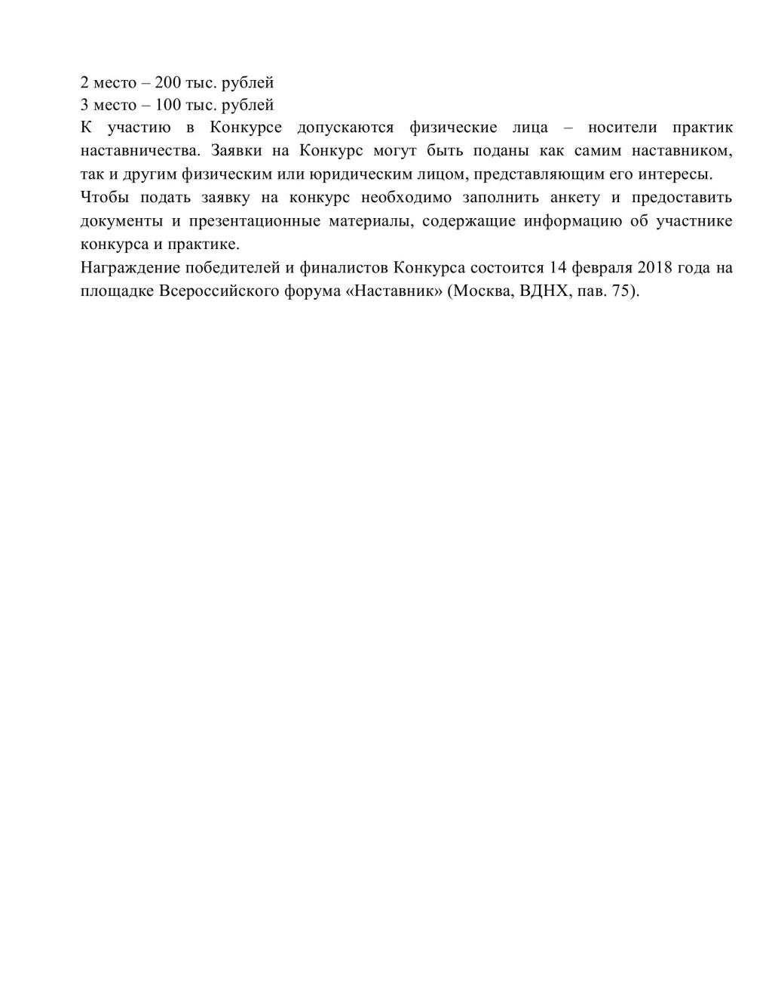 2 место – 200 тыс. рублей
3 место – 100 тыс. рублей
К участию в Конкурсе допускаются физические лица – носители практик
наставничества. Заявки на Конкурс могут быть поданы как самим наставником,
так и другим физическим или юридическим лицом, представляющим его интересы.
Чтобы подать заявку на конкурс необходимо заполнить анкету и предоставить
документы и презентационные материалы, содержащие информацию об участнике
конкурса и практике.
Награждение победителей и финалистов Конкурса состоится 14 февраля 2018 года на
площадке Всероссийского форума «Наставник» (Москва, ВДНХ, пав. 75).